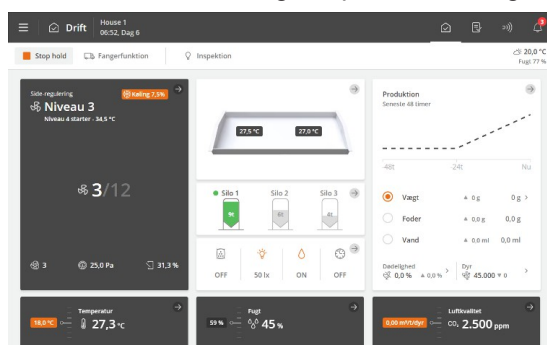 Drift
House 1
06:52, Dag 6
Stop hold
Fangerfunktion
Inspektion
20,0 °C
Fugt 77 %
Side-regulering
Køling 7,5%
Niveau 3
Niveau 4 starter - 34,5 °C
3/12
3
25,0 Pa
31,3 %
27,5 °C
27,0 °C
Silo 1
Silo 2
Silo 3
9t
6t
4t
OFF
50 lx
ON
OFF
Produktion
Seneste 48 timer
-48t
-24t
Nu
Vægt
0 g
0 g
Foder
0,0 g
0,0 g
Vand
0,0 ml
0,0 ml
Dødelighed
0,0 %
0,0 %
Dyr
45.000
0
Temperatur
18,0 °C
27,3 °C
Fugt
59 %
45 %
Luftkvalitet
0,00 m³/t/dyr
CO₂ 2.500 ppm